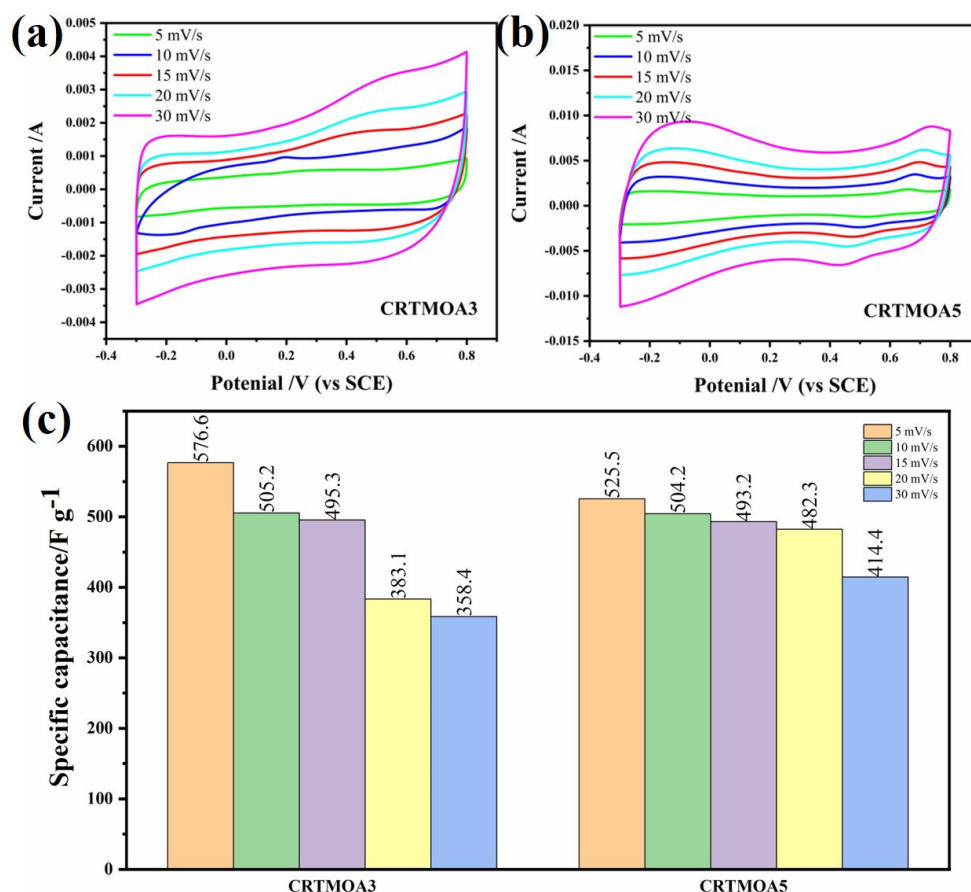 (a)
5 mV/s
10 mV/s
15 mV/s
20 mV/s
30 mV/s
0.005
0.004
0.003
0.002
0.001
0.000
-0.001
-0.002
-0.003
-0.004
Current /A
CRTMOA3
-0.4
-0.2
0.0
0.2
0.4
0.6
0.8
Potenial /V (vs SCE)
(b)
5 mV/s
10 mV/s
15 mV/s
20 mV/s
30 mV/s
0.020
0.015
0.010
0.005
0.000
-0.005
-0.010
-0.015
Current /A
CRTMOA5
-0.4
-0.2
0.0
0.2
0.4
0.6
0.8
Potenial /V (vs SCE)
(c)
5 mV/s
10 mV/s
15 mV/s
20 mV/s
30 mV/s
600
500
400
300
200
100
0
Specific capacitance/F g-1
576.6
505.2
495.3
383.1
358.4
525.5
504.2
493.2
482.3
414.4
CRTMOA3
CRTMOA5